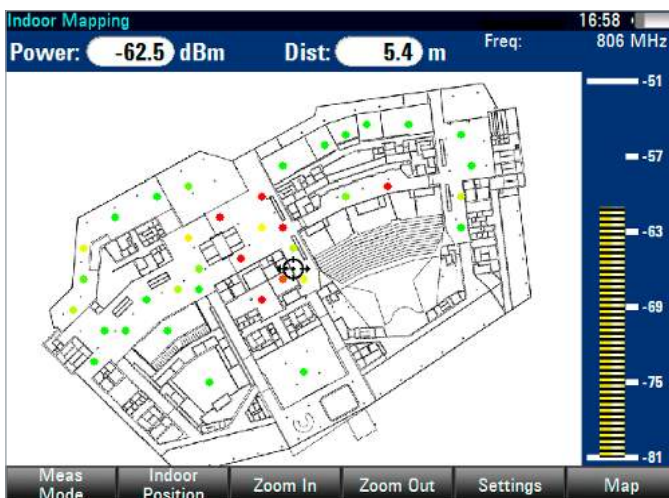 Indoor Mapping 16:58
Power: -62.5 dBm Dist: 5.4 m Freq: 806 MHz
-51
-57
-63
-69
-75
-81
Meas Mode
Indoor Position
Zoom In
Zoom Out
Settings
Map